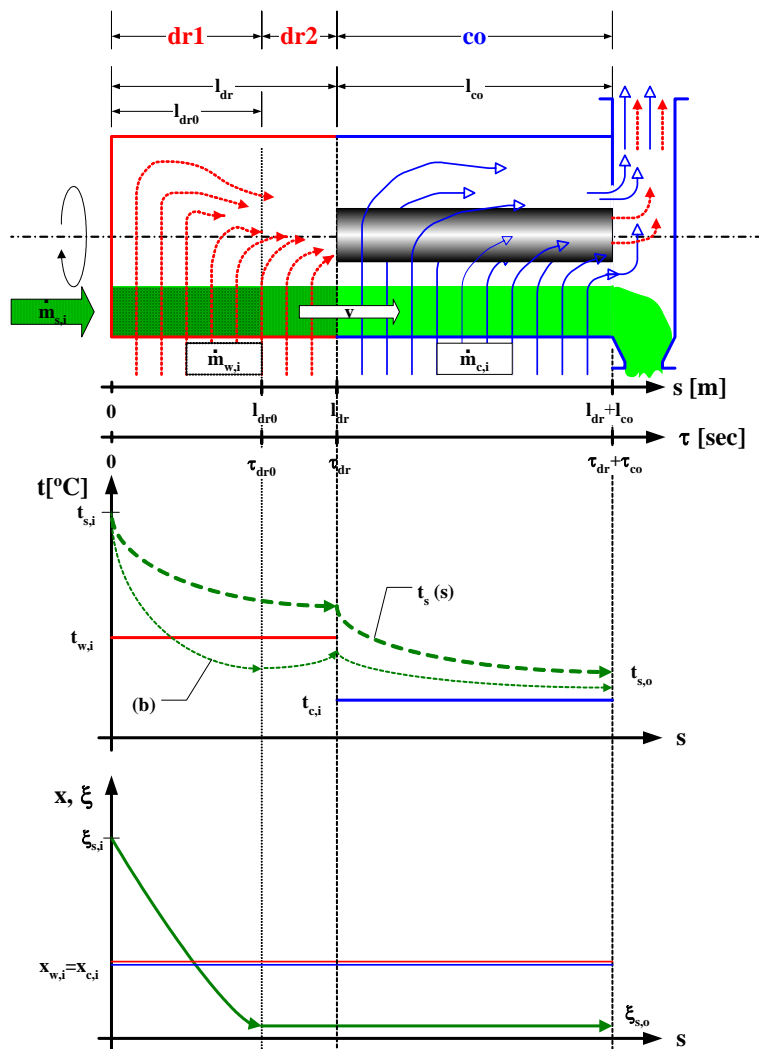 dr1 dr2 co
l_dr l_co
l_dr0
ṁ_s,i v
ṁ_w,i ṁ_c,i
s [m]
0 l_dr0 l_dr l_dr+l_co
τ [sec]
0 τ_dr0 τ_dr τ_dr+τ_co
t[°C]
t_s,i
t_s (s)
t_w,i
t_s,o
(b) t_c,i
s
x, ξ
ξ_s,i
x_w,i=x_c,i
ξ_s,o
s